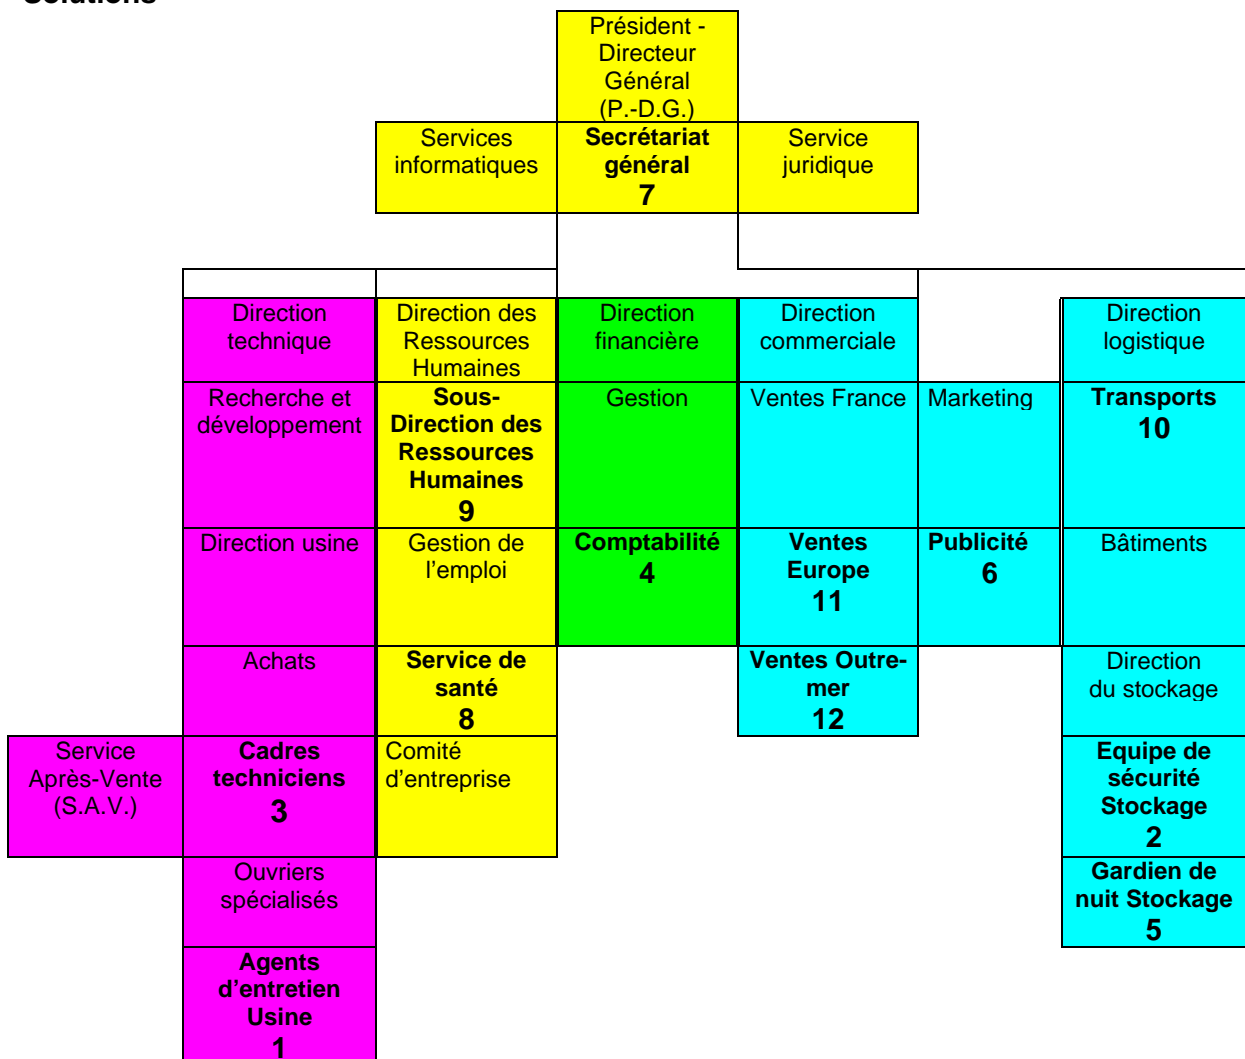 Solutions
Président -
Directeur
Général
(P.-D.G.)
Services
informatiques
Secrétariat
général
7
Service
juridique
Direction
technique
Direction des
Ressources
Humaines
Direction
financière
Direction
commerciale
Direction
logistique
Recherche et
développement
Sous-
Direction des
Ressources
Humaines
9
Gestion
Ventes France
Marketing
Transports
10
Direction usine
Gestion de
l’emploi
Comptabilité
4
Ventes
Europe
11
Publicité
6
Bâtiments
Achats
Service de
santé
8
Ventes Outre-
mer
12
Direction
du stockage
Service
Après-Vente
(S.A.V.)
Cadres
techniciens
3
Comité
d’entreprise
Equipe de
sécurité
Stockage
2
Ouvriers
spécialisés
Gardien de
nuit Stockage
5
Agents
d’entretien
Usine
1